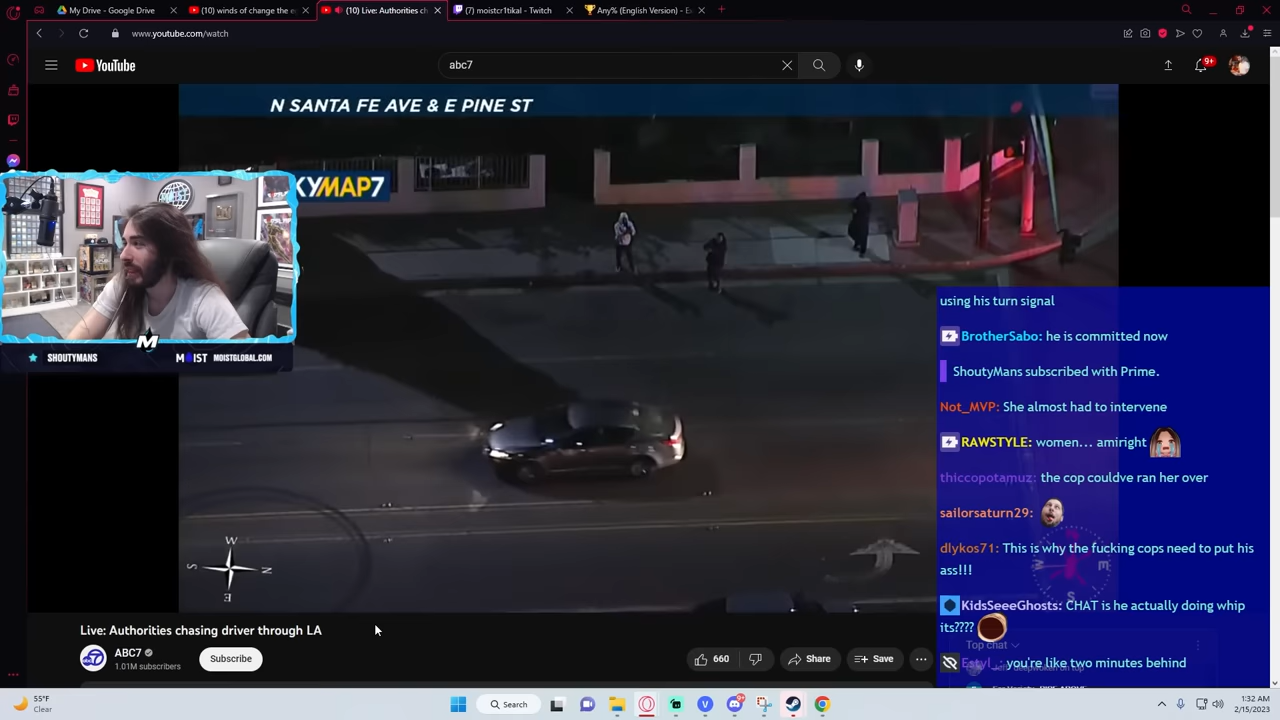 My Drive - Google Drive
(10) winds of change the e
(10) Live: Authorities ch
moistcr1tikal - Twitch
Any% (English Version) - Es
www.youtube.com/watch
YouTube
abc7
9+
N SANTA FE AVE & E PINE ST
KYMAP7
M
SHOUTYMANS
MOIST
MOISTGLOBAL.COM
using his turn signal
BrotherSabo: he is committed now
ShoutyMans subscribed with Prime.
Not_MVP: She almost had to intervene
RAWSTYLE: women... amiright
thiccopotamuz: the cop couldve ran her over
sailorsaturn29:
dlykos71: This is why the fucking cops need to put his
ass!!!
KidsSeeeGhosts: CHAT is he actually doing whip
its????
Top chat
Estyl_: you're like two minutes behind
W
S
N
E
Live: Authorities chasing driver through LA
ABC7
1.01M subscribers
Subscribe
660
Share
Save
55°F
Clear
Search
1:32 AM
2/15/2023